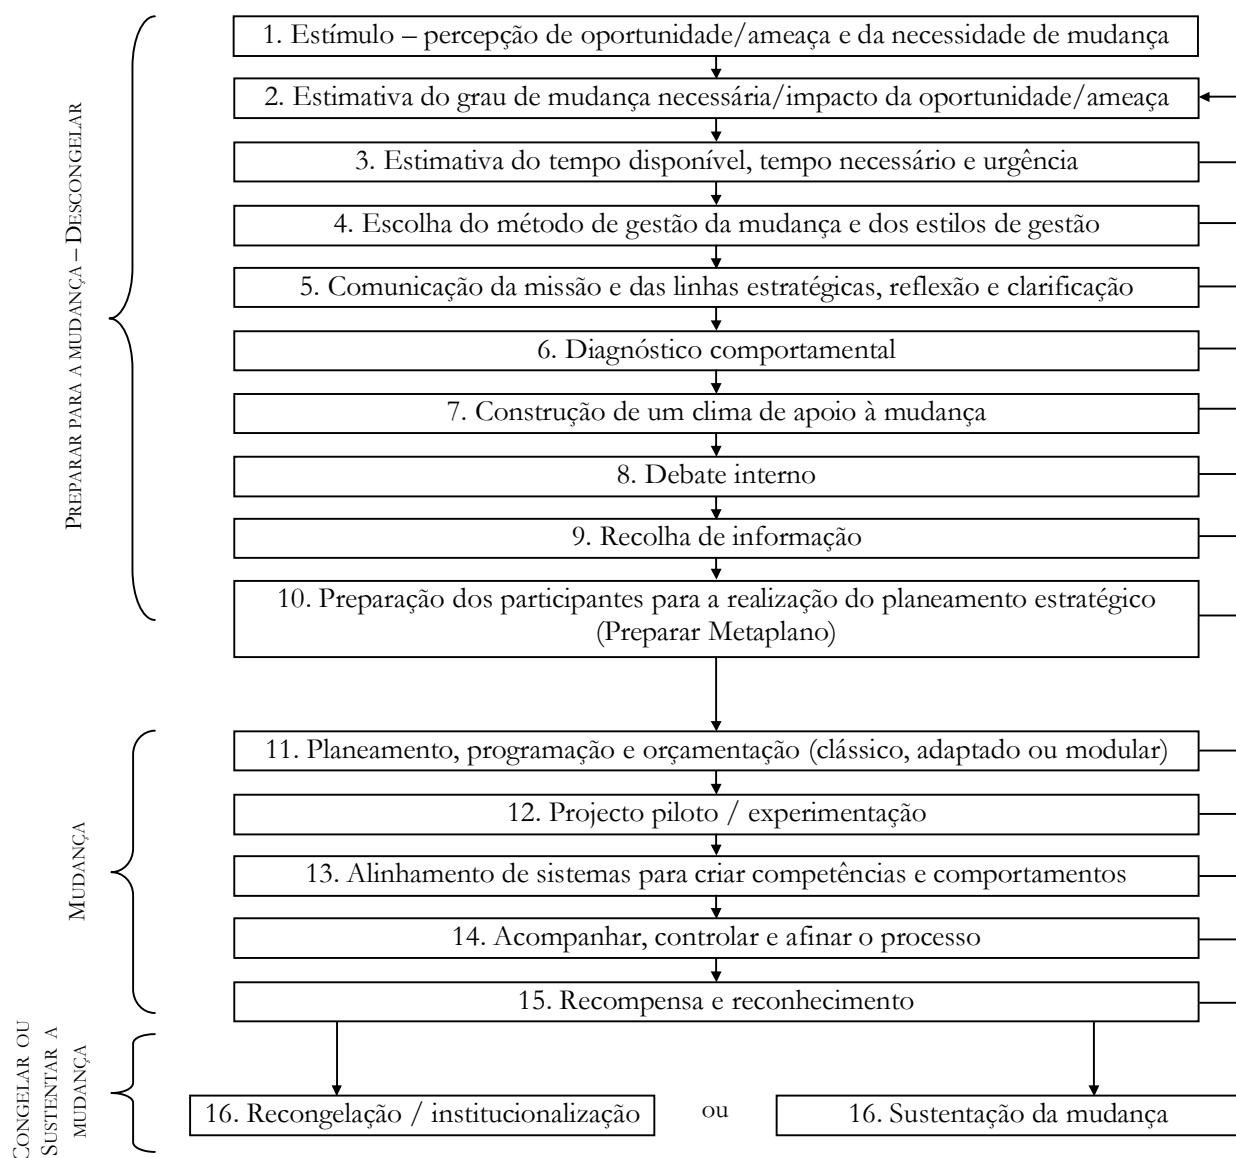 PREPARAR PARA A MUDANÇA – DESCONGELAR
1. Estímulo – percepção de oportunidade/ameaça e da necessidade de mudança
2. Estimativa do grau de mudança necessária/impacto da oportunidade/ameaça
3. Estimativa do tempo disponível, tempo necessário e urgência
4. Escolha do método de gestão da mudança e dos estilos de gestão
5. Comunicação da missão e das linhas estratégicas, reflexão e clarificação
6. Diagnóstico comportamental
7. Construção de um clima de apoio à mudança
8. Debate interno
9. Recolha de informação
10. Preparação dos participantes para a realização do planeamento estratégico
(Preparar Metaplano)
MUDANÇA
11. Planeamento, programação e orçamentação (clássico, adaptado ou modular)
12. Projecto piloto / experimentação
13. Alinhamento de sistemas para criar competências e comportamentos
14. Acompanhar, controlar e afinar o processo
15. Recompensa e reconhecimento
CONGELAR OU
SUSTENTAR A
MUDANÇA
16. Recongelação / institucionalização
ou
16. Sustentação da mudança